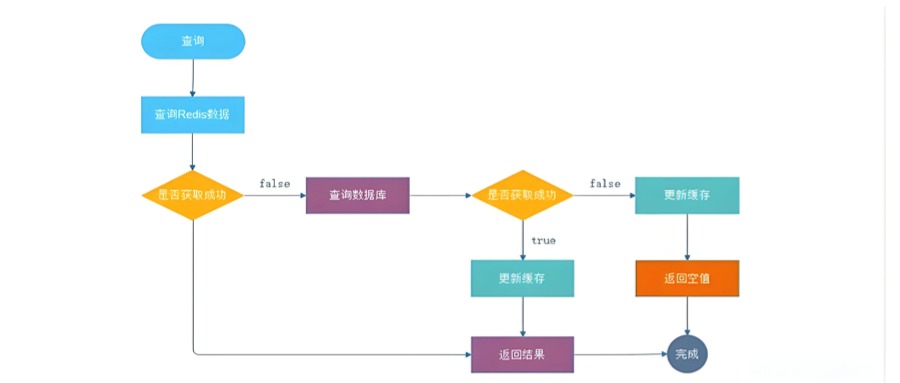 查询
查询Redis数据
是否获取成功
false
查询数据库
是否获取成功
false
更新缓存
true
更新缓存
返回空值
返回结果
完成